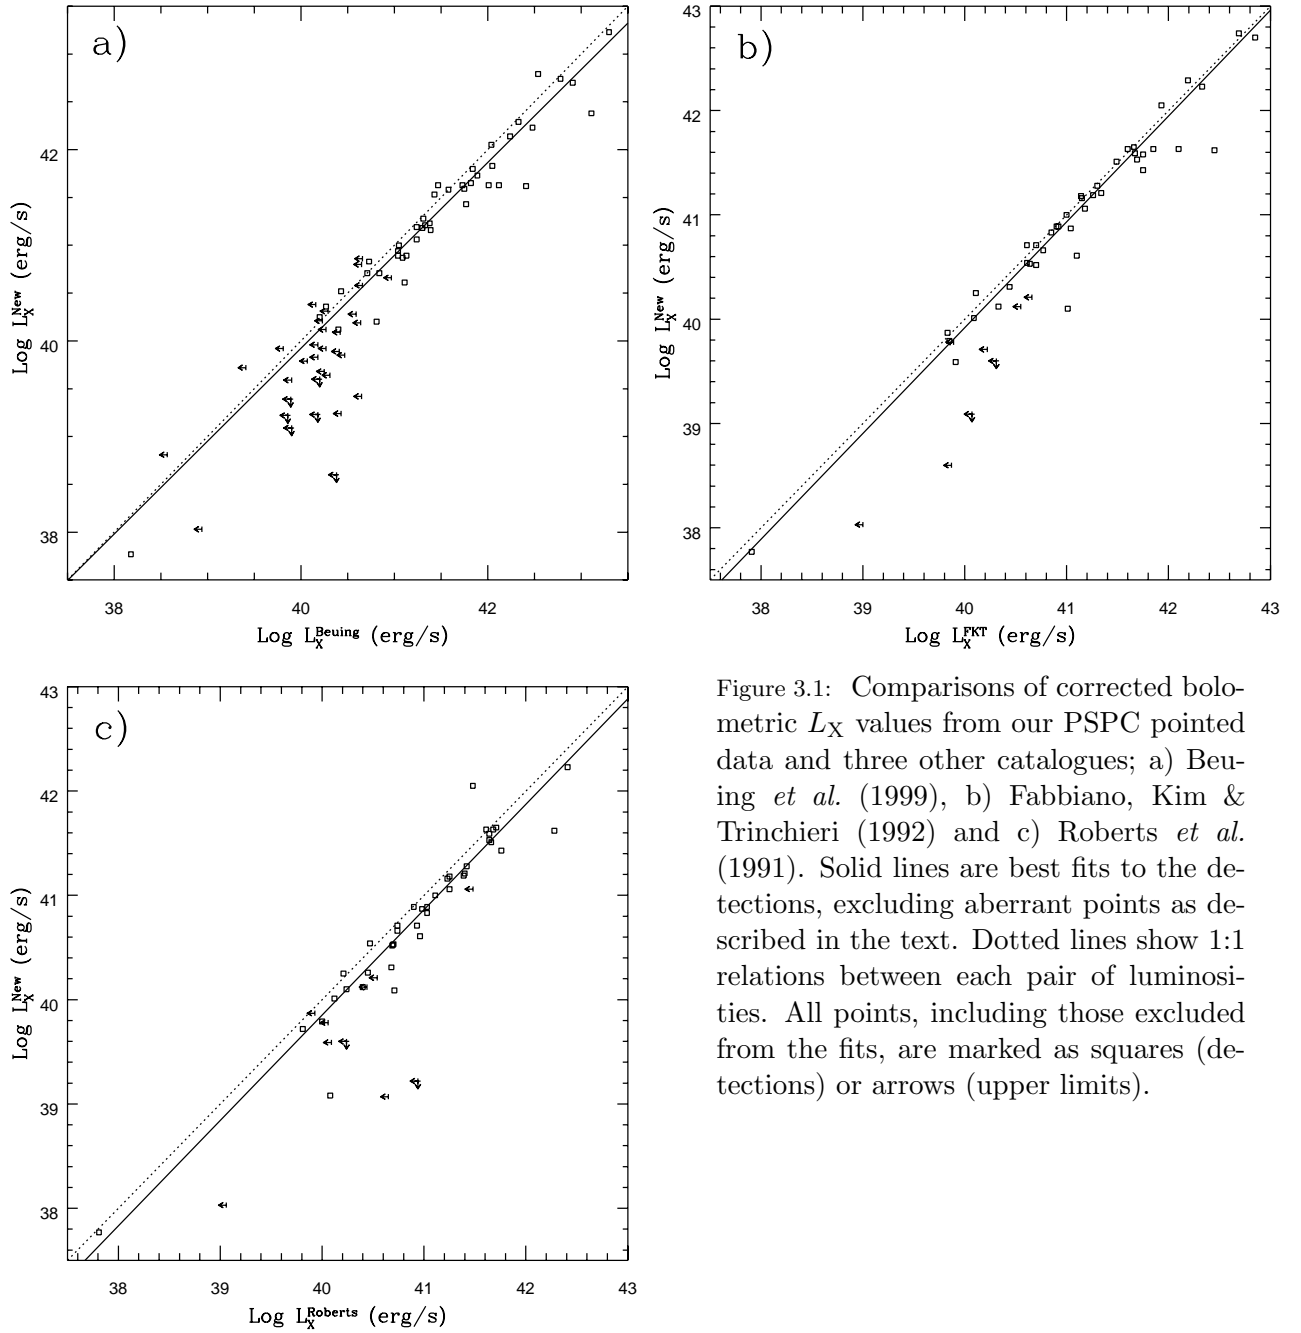 a)
42
40
38
Log L_X^New (erg/s)
38 40 42
Log L_X^Beuing (erg/s)
b)
43
42
41
40
39
38
Log L_X^New (erg/s)
38 39 40 41 42 43
Log L_X^FKT (erg/s)
c)
43
42
41
40
39
38
Log L_X^New (erg/s)
38 39 40 41 42 43
Log L_X^Roberts (erg/s)
Figure 3.1: Comparisons of corrected bolo-
metric L_X values from our PSPC pointed
data and three other catalogues; a) Beu-
ing et al. (1999), b) Fabbiano, Kim &
Trinchieri (1992) and c) Roberts et al.
(1991). Solid lines are best fits to the de-
tections, excluding aberrant points as de-
scribed in the text. Dotted lines show 1:1
relations between each pair of luminosi-
ties. All points, including those excluded
from the fits, are marked as squares (de-
tections) or arrows (upper limits).